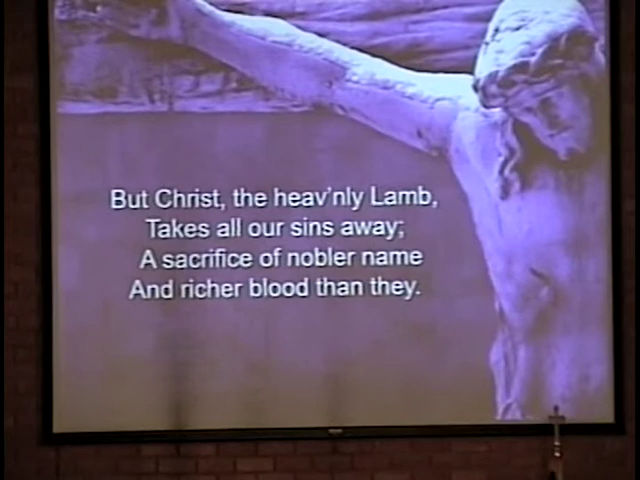 But Christ, the heav'nly Lamb,
Takes all our sins away;
A sacrifice of nobler name
And richer blood than they.